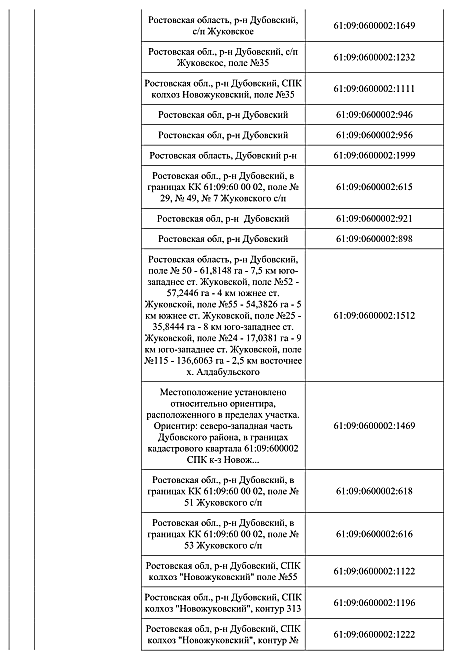 Ростовская область, р-н Дубовский,
с/п Жуковское
61:09:0600002:1649
Ростовская обл., р-н Дубовский, с/п
Жуковское, поле №35
61:09:0600002:1232
Ростовская обл., р-н Дубовский, СПК
колхоз Новожуковский, поле №35
61:09:0600002:1111
Ростовская обл, р-н Дубовский
61:09:0600002:946
Ростовская обл, р-н Дубовский
61:09:0600002:956
Ростовская область, Дубовский р-н
61:09:0600002:1999
Ростовская обл., р-н Дубовский, в
границах КК 61:09:60 00 02, поле №
29, № 49, № 7 Жуковского с/п
61:09:0600002:615
Ростовская обл, р-н Дубовский
61:09:0600002:921
Ростовская обл, р-н Дубовский
61:09:0600002:898
Ростовская область, р-н Дубовский,
поле № 50 - 61,8148 га - 7,5 км юго-
западнее ст. Жуковской, поле №52 -
57,2446 га - 4 км южнее ст.
Жуковской, поле №55 - 54,3826 га - 5
км южнее ст. Жуковской, поле №25 -
35,8444 га - 8 км юго-западнее ст.
Жуковской, поле №24 - 17,0381 га - 9
км юго-западнее ст. Жуковской, поле
№115 - 136,6063 га - 2,5 км восточнее
х. Алдабульского
61:09:0600002:1512
Местоположение установлено
относительно ориентира,
расположенного в пределах участка.
Ориентир: северо-западная часть
Дубовского района, в границах
кадастрового квартала 61:09:600002
СПК к-з Новож...
61:09:0600002:1469
Ростовская обл., р-н Дубовский, в
границах КК 61:09:60 00 02, поле №
51 Жуковского с/п
61:09:0600002:618
Ростовская обл., р-н Дубовский, в
границах КК 61:09:60 00 02, поле №
53 Жуковского с/п
61:09:0600002:616
Ростовская обл, р-н Дубовский, СПК
колхоз "Новожуковский" поле №55
61:09:0600002:1122
Ростовская обл., р-н Дубовский, СПК
колхоз "Новожуковский", контур 313
61:09:0600002:1196
Ростовская обл, р-н Дубовский, СПК
колхоз "Новожуковский", контур №
61:09:0600002:1222